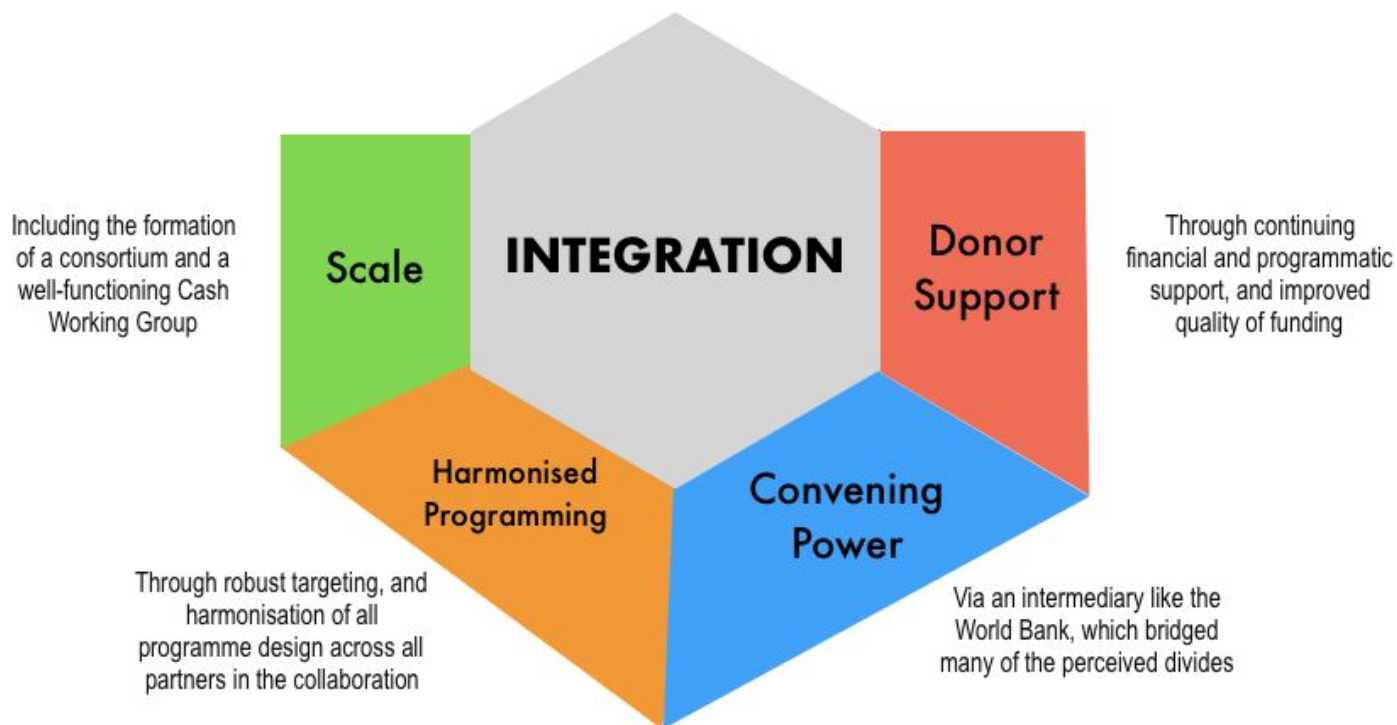 INTEGRATION
Scale
Including the formation
of a consortium and a
well-functioning Cash
Working Group
Harmonised
Programming
Through robust targeting, and
harmonisation of all
programme design across all
partners in the collaboration
Convening
Power
Via an intermediary like the
World Bank, which bridged
many of the perceived divides
Donor
Support
Through continuing
financial and programmatic
support, and improved
quality of funding